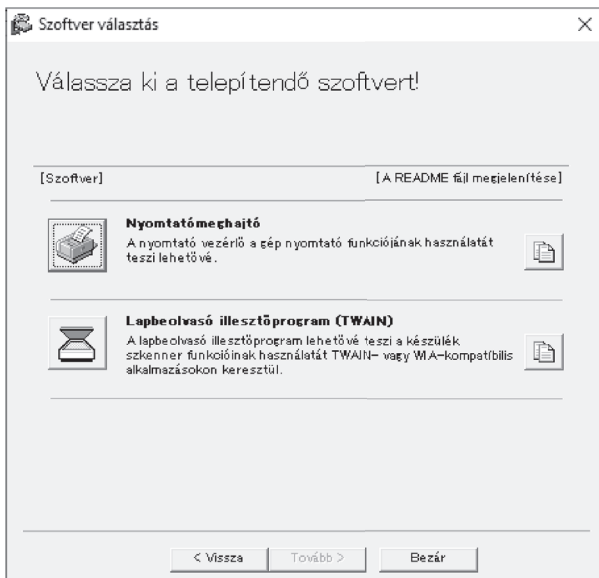 Szoftver választás
Válassza ki a telepítendő szoftvert!
[Szoftver] [A README fájl megjelenítése]
Nyomtatómeghajtó
A nyomtató vezérlő a gép nyomtató funkciójának használatát
teszi lehetővé.
Lapbeolvasó illesztőprogram (TWAIN)
A lapbeolvasó illesztőprogram lehetővé teszi a készülék
szkenner funkcióinak használatát TWAIN- vagy WIA-kompatíbilis
alkalmazásokon keresztül.
< Vissza Tovább > Bezár